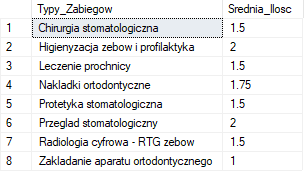 Typy_Zabiegow Srednia_Ilosc
1 Chirurgia stomatologiczna 1.5
2 Higienyzacja zebow i profilaktyka 2
3 Leczenie prochnicy 1.5
4 Nakladki ortodontyczne 1.75
5 Protetyka stomatologiczna 1.5
6 Przeglad stomatologiczny 2
7 Radiologia cyfrowa - RTG zebow 1.5
8 Zakladanie aparatu ortodontycznego 1